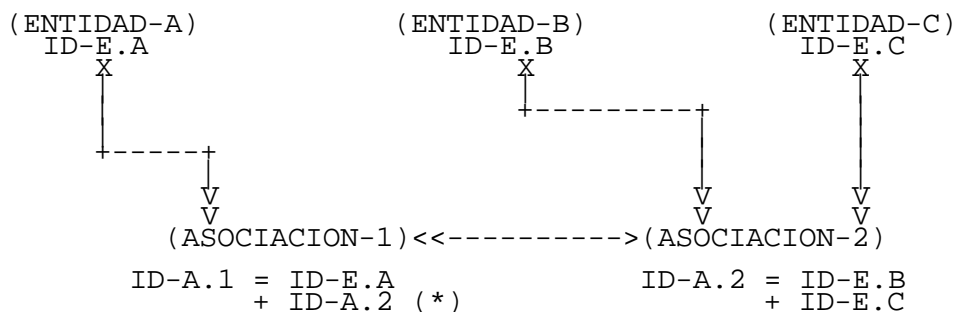 (ENTIDAD-A) (ENTIDAD-B) (ENTIDAD-C)
ID-E.A ID-E.B ID-E.C
X X X
V V V
V V V
(ASOCIACION-1)<<---------->(ASOCIACION-2)
ID-A.1 = ID-E.A ID-A.2 = ID-E.B
+ ID-A.2 (*) + ID-E.C